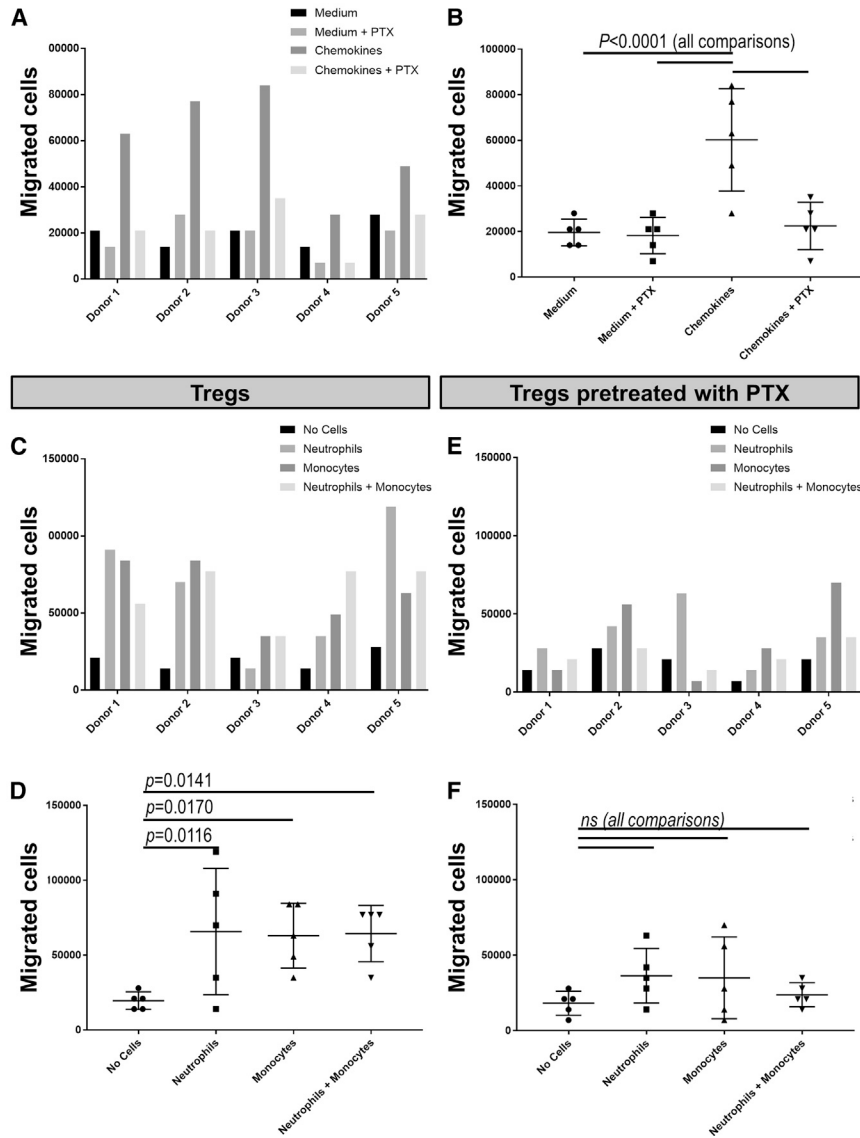 A
Medium
Medium + PTX
Chemokines
Chemokines + PTX
Migrated cells
00000
80000
60000
40000
20000
0
Donor 1
Donor 2
Donor 3
Donor 4
Donor 5
B
P<0.0001 (all comparisons)
Migrated cells
100000
80000
60000
40000
20000
0
Medium
Medium + PTX
Chemokines
Chemokines + PTX
Tregs
Tregs pretreated with PTX
C
No Cells
Neutrophils
Monocytes
Neutrophils + Monocytes
Migrated cells
150000
00000
50000
0
Donor 1
Donor 2
Donor 3
Donor 4
Donor 5
E
No Cells
Neutrophils
Monocytes
Neutrophils + Monocytes
Migrated cells
150000
100000
50000
0
Donor 1
Donor 2
Donor 3
Donor 4
Donor 5
D
p=0.0141
p=0.0170
p=0.0116
Migrated cells
150000
100000
50000
0
No Cells
Neutrophils
Monocytes
Neutrophils + Monocytes
F
ns (all comparisons)
Migrated cells
150000
100000
50000
0
No Cells
Neutrophils
Monocytes
Neutrophils + Monocytes